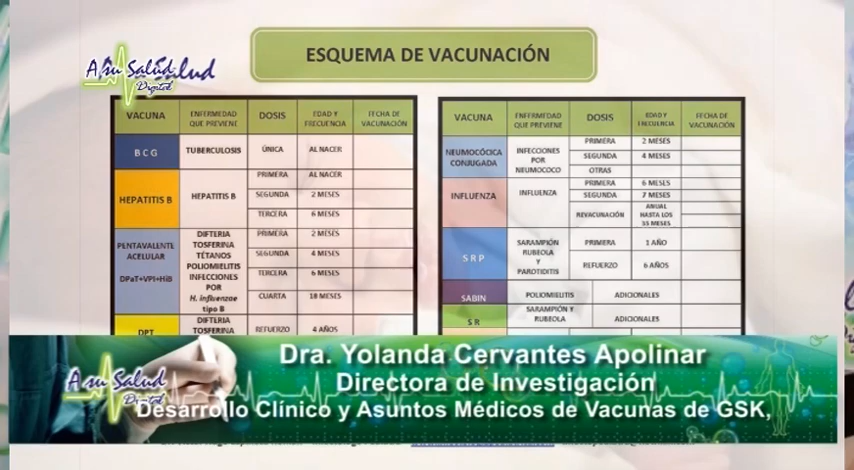 A su Salud
Digital
ESQUEMA DE VACUNACIÓN
VACUNA ENFERMEDAD QUE PREVIENE DOSIS EDAD Y FRECUENCIA FECHA DE VACUNACIÓN
B C G TUBERCULOSIS ÚNICA AL NACER
HEPATITIS B HEPATITIS B PRIMERA AL NACER
SEGUNDA 2 MESES
TERCERA 6 MESES
PENTAVALENTE ACELULAR
DPaT+VPI+HiB
DIFTERIA
TOSFERINA
TÉTANOS
POLIOMIELITIS
INFECCIONES
POR
H. influenzae
tipo B
PRIMERA 2 MESES
SEGUNDA 4 MESES
TERCERA 6 MESES
CUARTA 18 MESES
DPT DIFTERIA
TOSFERINA REFUERZO 4 AÑOS
VACUNA ENFERMEDAD QUE PREVIENE DOSIS EDAD Y FRECUENCIA FECHA DE VACUNACIÓN
NEUMOCÓCICA CONJUGADA INFECCIONES POR NEUMOCOCO PRIMERA 2 MESES
SEGUNDA 4 MESES
OTRAS
INFLUENZA INFLUENZA PRIMERA 6 MESES
SEGUNDA 7 MESES
REVACUNACIÓN ANUAL HASTA LOS
S R P SARAMPIÓN
RUBEOLA
Y
PAROTIDITIS
PRIMERA 1 AÑO
REFUERZO 6 AÑOS
SABIN POLIOMIELITIS ADICIONALES
S R SARAMPIÓN Y
RUBEOLA ADICIONALES
A su Salud
Digital
Dra. Yolanda Cervantes Apolinar
Directora de Investigación
Desarrollo Clínico y Asuntos Médicos de Vacunas de GSK,